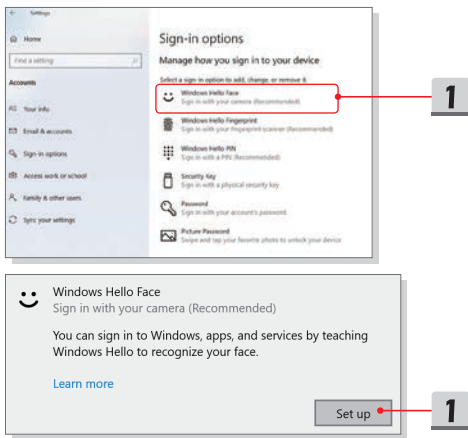 Settings
Home
Find a setting
Accounts
Your info
Email & accounts
Sign-in options
Access work or school
Family & other users
Sync your settings
Sign-in options
Manage how you sign in to your device
Select a sign in option to add, change, or remove it.
Windows Hello Face
Sign in with your camera (Recommended)
1
Windows Hello Fingerprint
Sign in with your fingerprint scanner (Recommended)
Windows Hello PIN
Sign in with a PIN (Recommended)
Security Key
Sign in with a physical security key
Password
Sign in with your account's password
Picture Password
Swipe and tap your favorite photo to unlock your device
Windows Hello Face
Sign in with your camera (Recommended)
You can sign in to Windows, apps, and services by teaching
Windows Hello to recognize your face.
Learn more
Set up
1